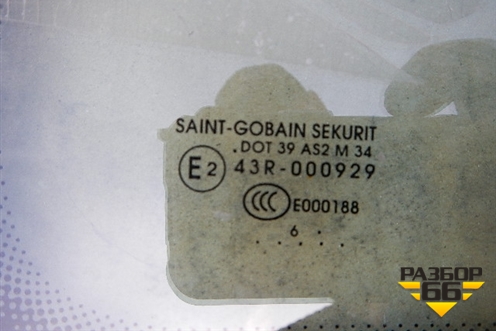 SAINT-GOBAIN SEKURIT
.DOT 39 AS2 M 34
E2 43R-000929
CCC E000188
6
. . . . . . .
РАЗБОР
66